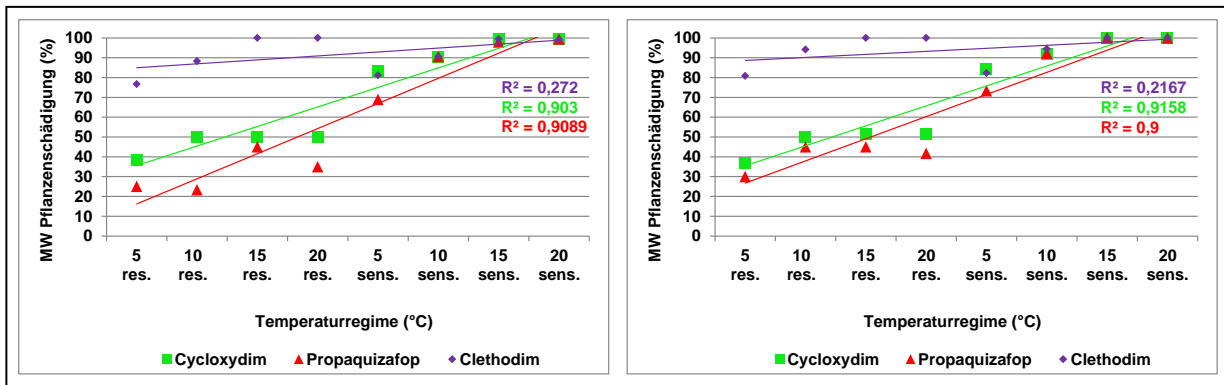 MW Pflanzenschädigung (%)
100
90
80
70
60
50
40
30
20
10
0
R² = 0,272
R² = 0,903
R² = 0,9089
5 10 15 20 5 10 15 20
res. res. res. res. sens. sens. sens. sens.
Temperaturregime (°C)
Cycloxydim Propaquizafop Clethodim
MW Pflanzenschädigung (%)
100
90
80
70
60
50
40
30
20
10
0
R² = 0,2167
R² = 0,9158
R² = 0,9
5 10 15 20 5 10 15 20
res. res. res. res. sens. sens. sens. sens.
Temperaturregime (°C)
Cycloxydim Propaquizafop Clethodim